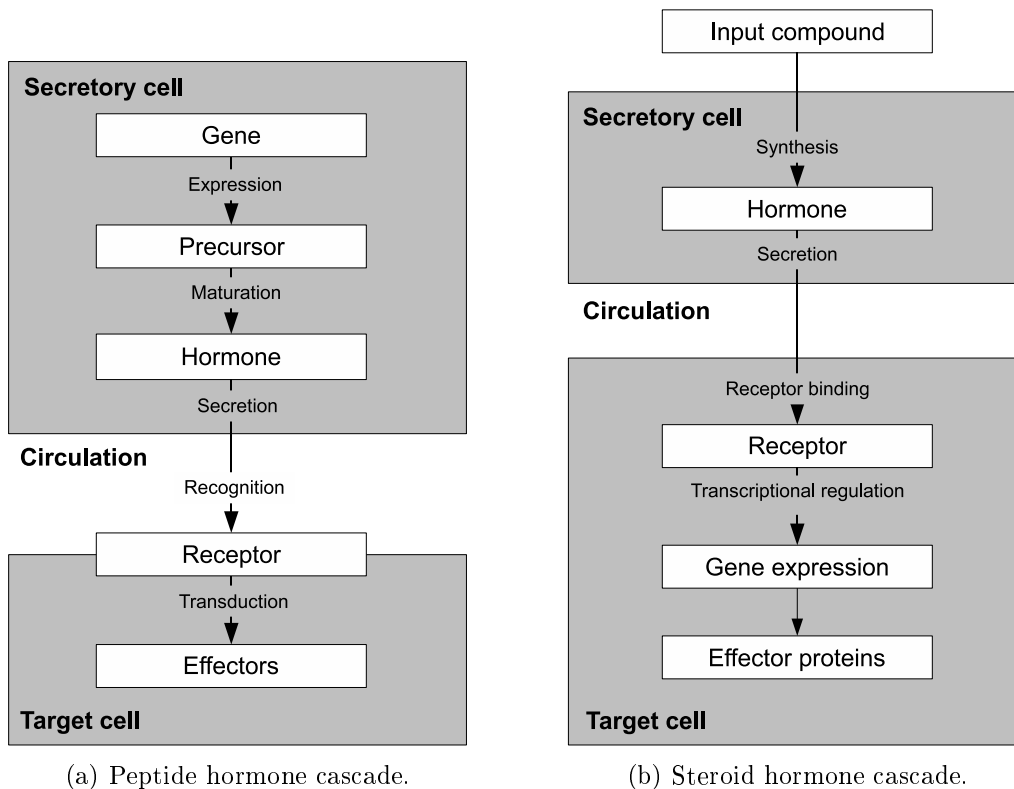 Secretory cell
Gene
Expression
Precursor
Maturation
Hormone
Secretion
Circulation
Recognition
Receptor
Transduction
Effectors
Target cell
(a) Peptide hormone cascade.
Input compound
Secretory cell
Synthesis
Hormone
Secretion
Circulation
Receptor binding
Receptor
Transcriptional regulation
Gene expression
Effector proteins
Target cell
(b) Steroid hormone cascade.